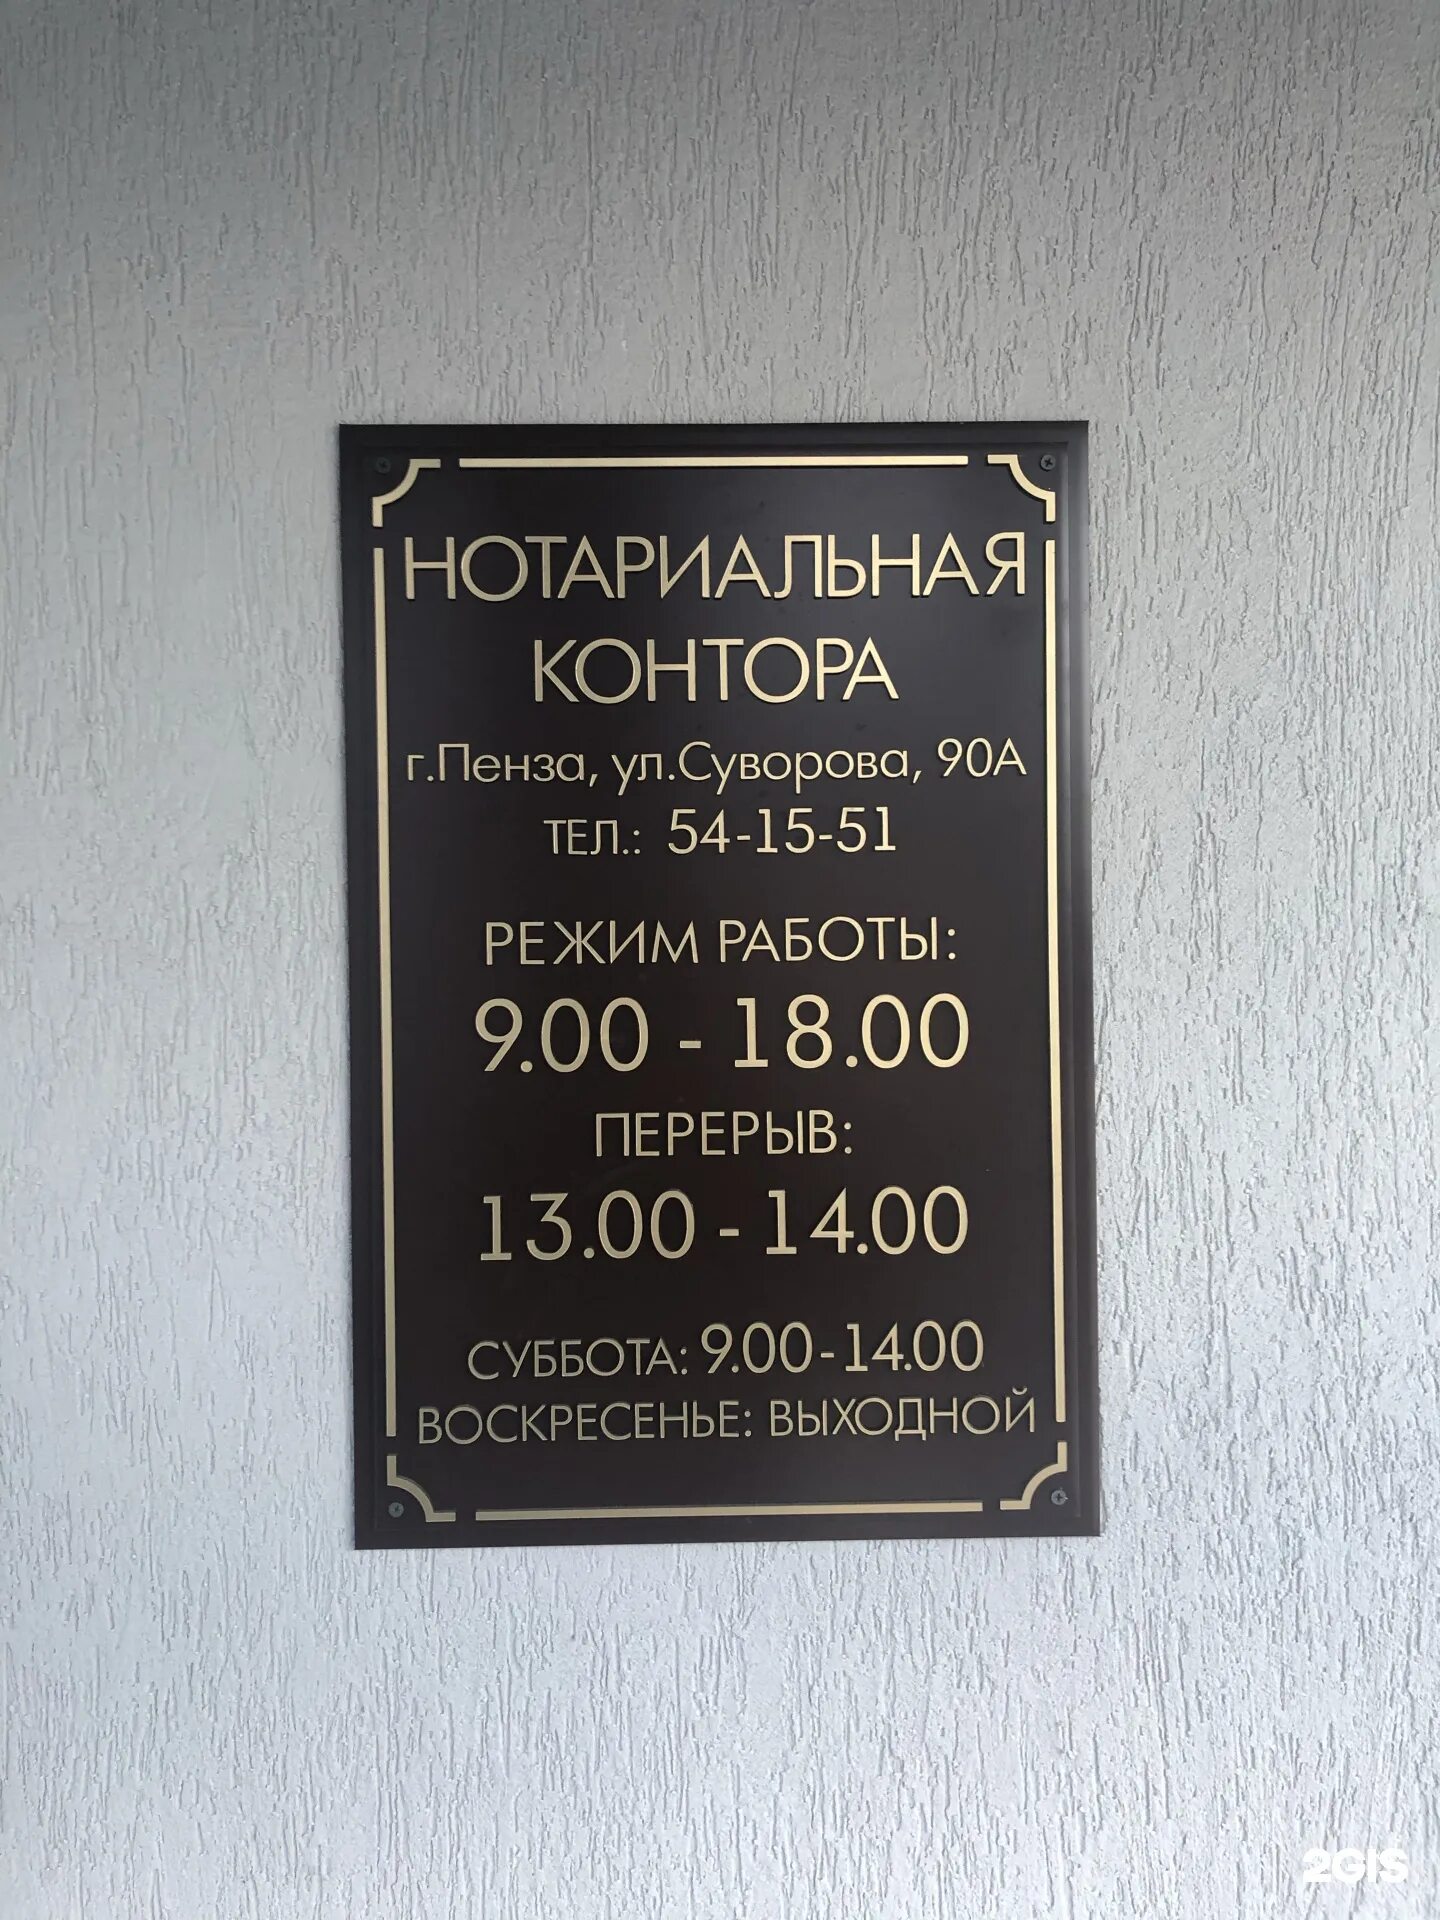 НОТАРИАЛЬНАЯ
КОНТОРА
г.Пенза, ул.Суворова, 90А
ТЕЛ.: 54-15-51
РЕЖИМ РАБОТЫ:
9.00 - 18.00
ПЕРЕРЫВ:
13.00 - 14.00
СУББОТА: 9.00-14.00
ВОСКРЕСЕНЬЕ: ВЫХОДНОЙ
2GIS